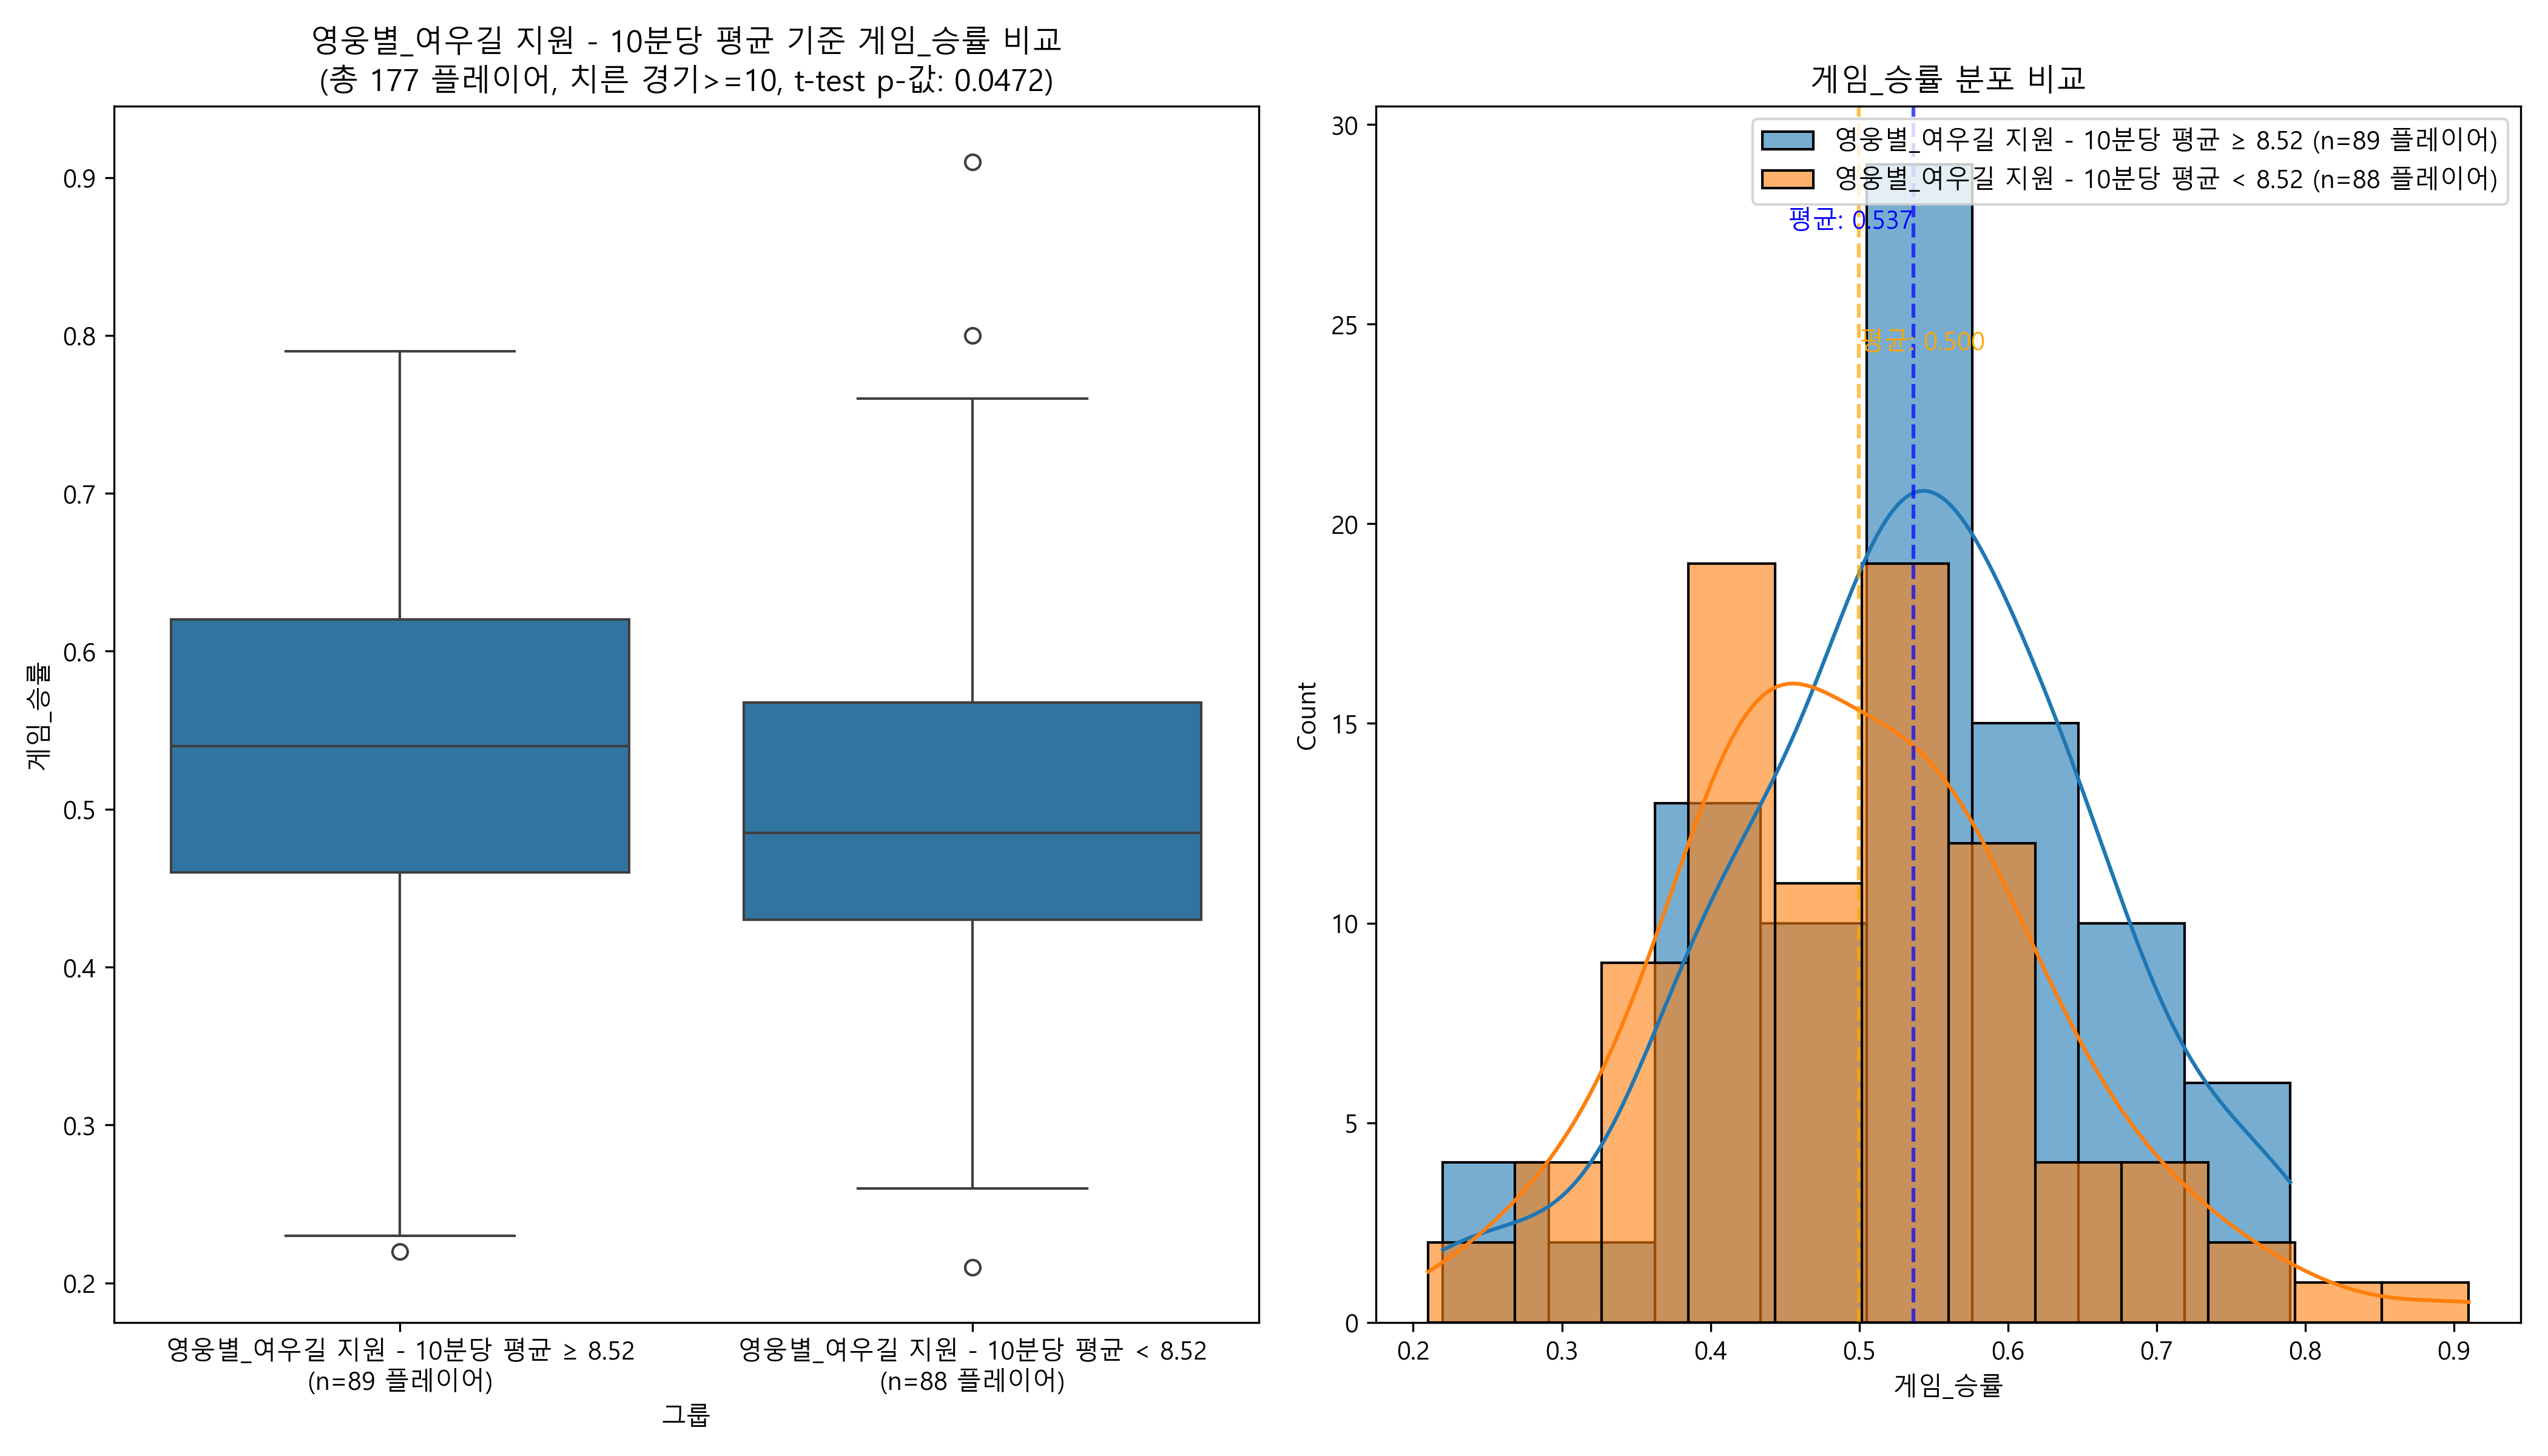 영웅별_여우길 지원 - 10분당 평균 기준 게임_승률 비교
(총 177 플레이어, 치른 경기>=10, t-test p-값: 0.0472)
0.9
0.8
0.7
0.6
0.5
0.4
0.3
0.2
게임_승률
영웅별_여우길 지원 - 10분당 평균 ≥ 8.52
(n=89 플레이어)
영웅별_여우길 지원 - 10분당 평균 < 8.52
(n=88 플레이어)
그룹
게임_승률 분포 비교
영웅별_여우길 지원 - 10분당 평균 ≥ 8.52 (n=89 플레이어)
영웅별_여우길 지원 - 10분당 평균 < 8.52 (n=88 플레이어)
평균: 0.537
평균: 0.500
30
25
20
15
10
5
0
Count
0.2 0.3 0.4 0.5 0.6 0.7 0.8 0.9
게임_승률